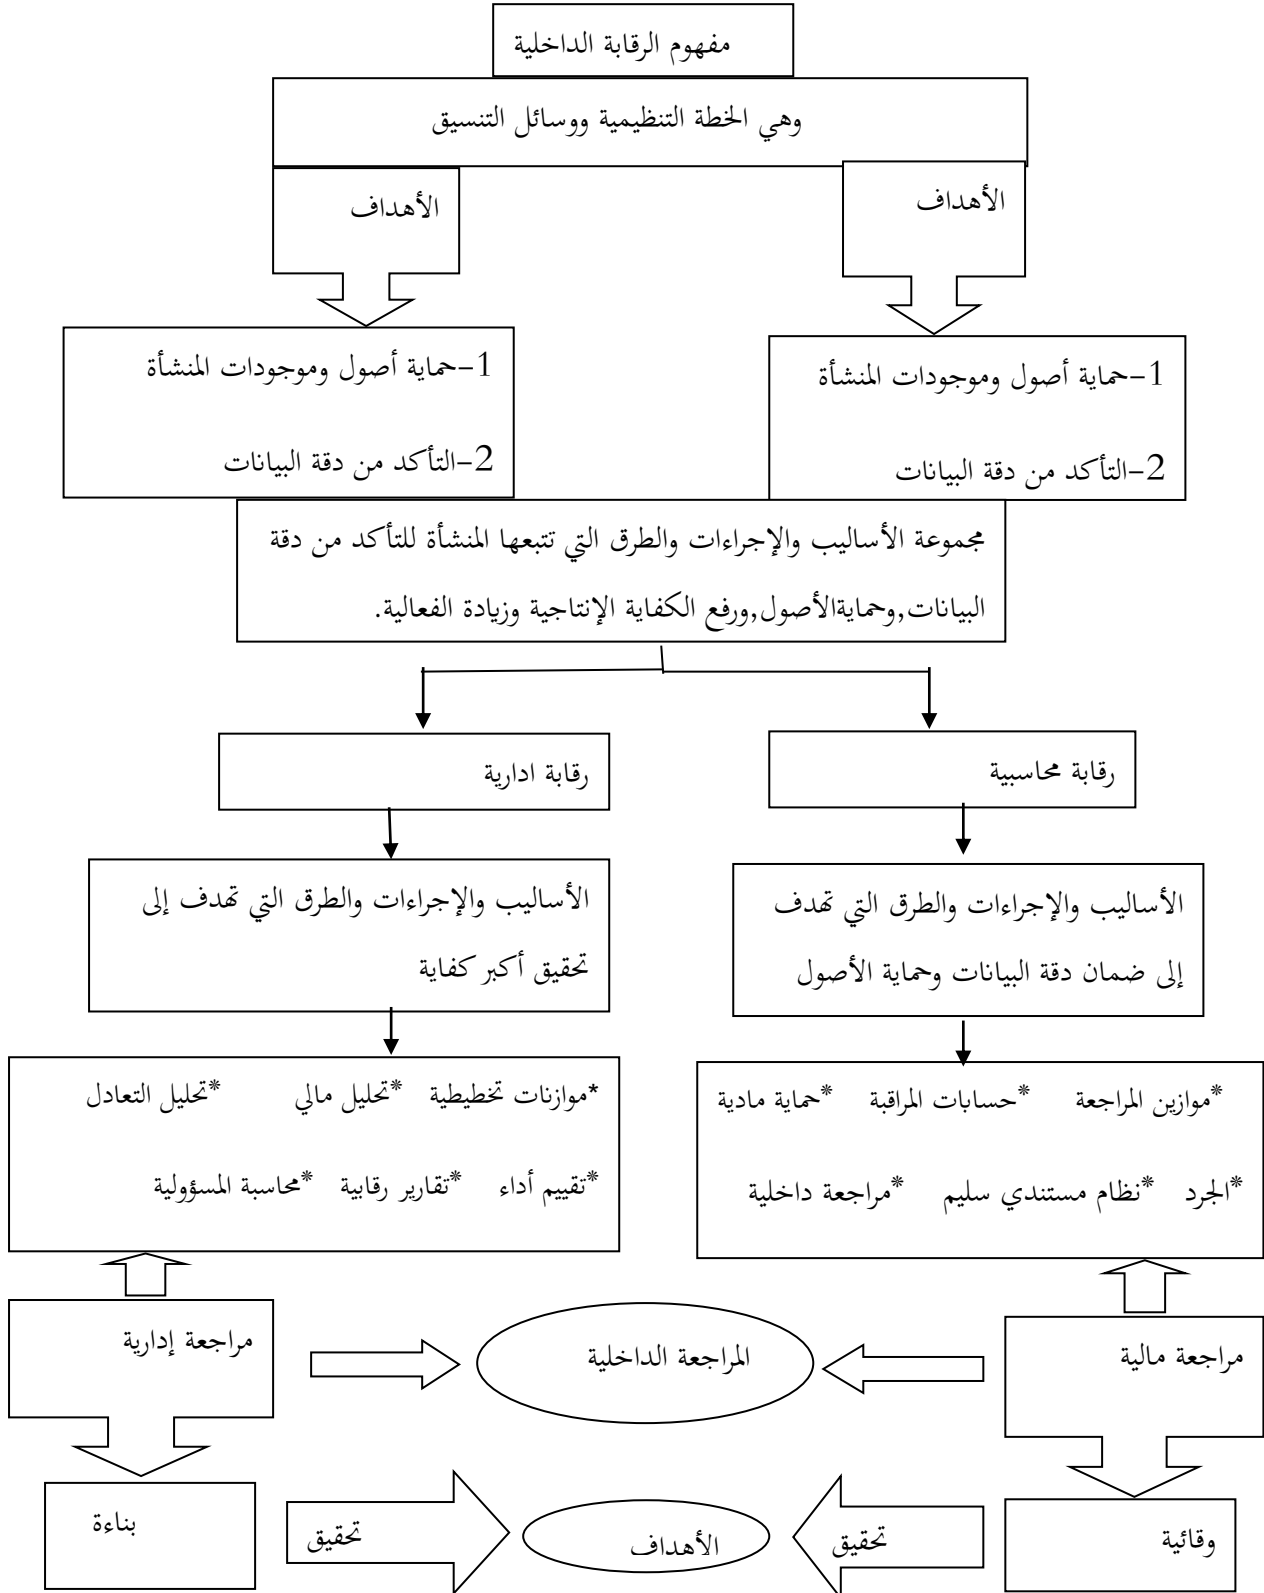 مفهوم الرقابة الداخلية
وهي الخطة التنظيمية ووسائل التنسيق
الأهداف
الأهداف
1-حماية أصول وموجودات المنشأة
2-التأكد من دقة البيانات
1-حماية أصول وموجودات المنشأة
2-التأكد من دقة البيانات
مجموعة الأساليب والإجراءات والطرق التي تتبعها المنشأة للتأكد من دقة
البيانات,وحمايةالأصول,ورفع الكفاية الإنتاجية وزيادة الفعالية.
رقابة محاسبية
رقابة ادارية
الأساليب والإجراءات والطرق التي تهدف
إلى ضمان دقة البيانات وحماية الأصول
الأساليب والإجراءات والطرق التي تهدف إلى
تحقيق أكبر كفاية
*موازين المراجعة *حسابات المراقبة *حماية مادية
*الجرد *نظام مستندي سليم *مراجعة داخلية
*موازنات تخطيطية *تحليل مالي *تحليل التعادل
*تقييم أداء *تقارير رقابية *محاسبة المسؤولية
مراجعة مالية
المراجعة الداخلية
مراجعة إدارية
وقائية
تحقيق
الأهداف
تحقيق
بناءة